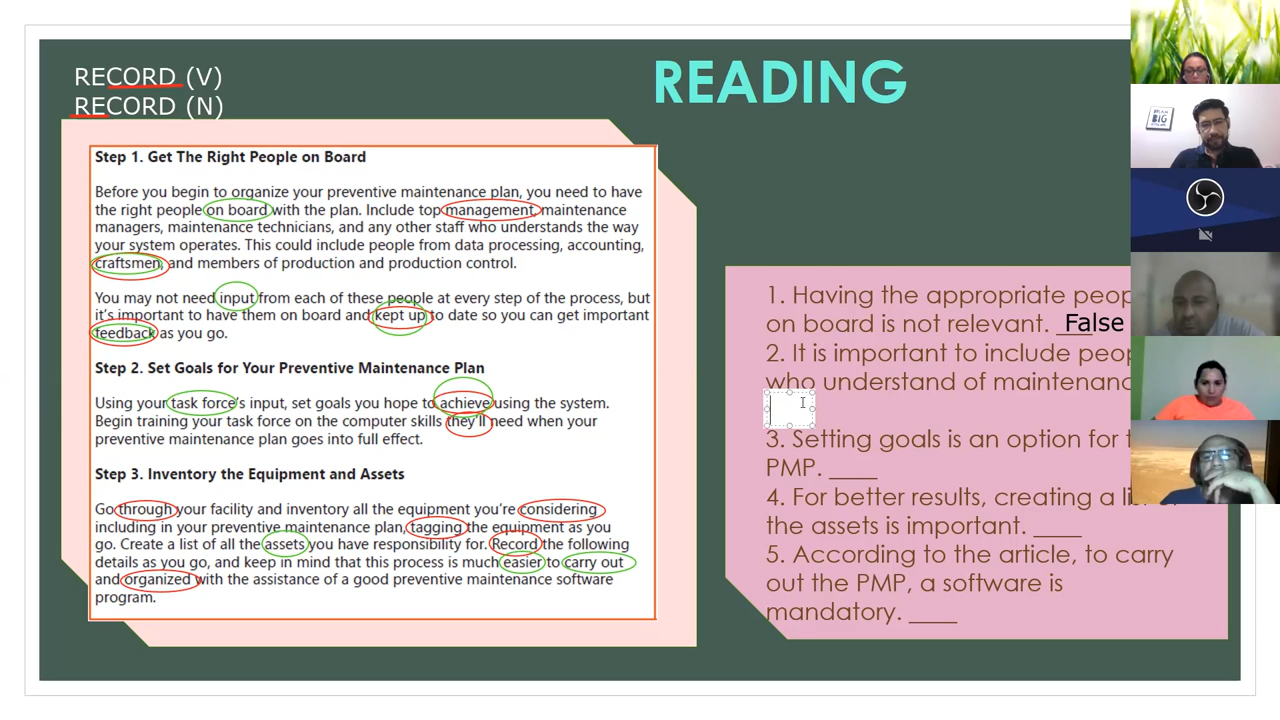 RECORD (V)
RECORD (N)
READING
Step 1. Get The Right People on Board
Before you begin to organize your preventive maintenance plan, you need to have
the right people on board with the plan. Include top management, maintenance
managers, maintenance technicians, and any other staff who understands the way
your system operates. This could include people from data processing, accounting,
craftsmen, and members of production and production control.
You may not need input from each of these people at every step of the process, but
it's important to have them on board and kept up to date so you can get important
feedback as you go.
Step 2. Set Goals for Your Preventive Maintenance Plan
Using your task force's input, set goals you hope to achieve using the system.
Begin training your task force on the computer skills they'll need when your
preventive maintenance plan goes into full effect.
Step 3. Inventory the Equipment and Assets
Go through your facility and inventory all the equipment you're considering
including in your preventive maintenance plan, tagging the equipment as you
go. Create a list of all the assets you have responsibility for. Record the following
details as you go, and keep in mind that this process is much easier to carry out
and organized with the assistance of a good preventive maintenance software
program.
1. Having the appropriate peop
on board is not relevant. ___ False
2. It is important to include peop
who understand of maintenanc
3. Setting goals is an option for t
PMP. ____
4. For better results, creating a li
the assets is important. ____
5. According to the article, to carry
out the PMP, a software is
mandatory. ____
BIG